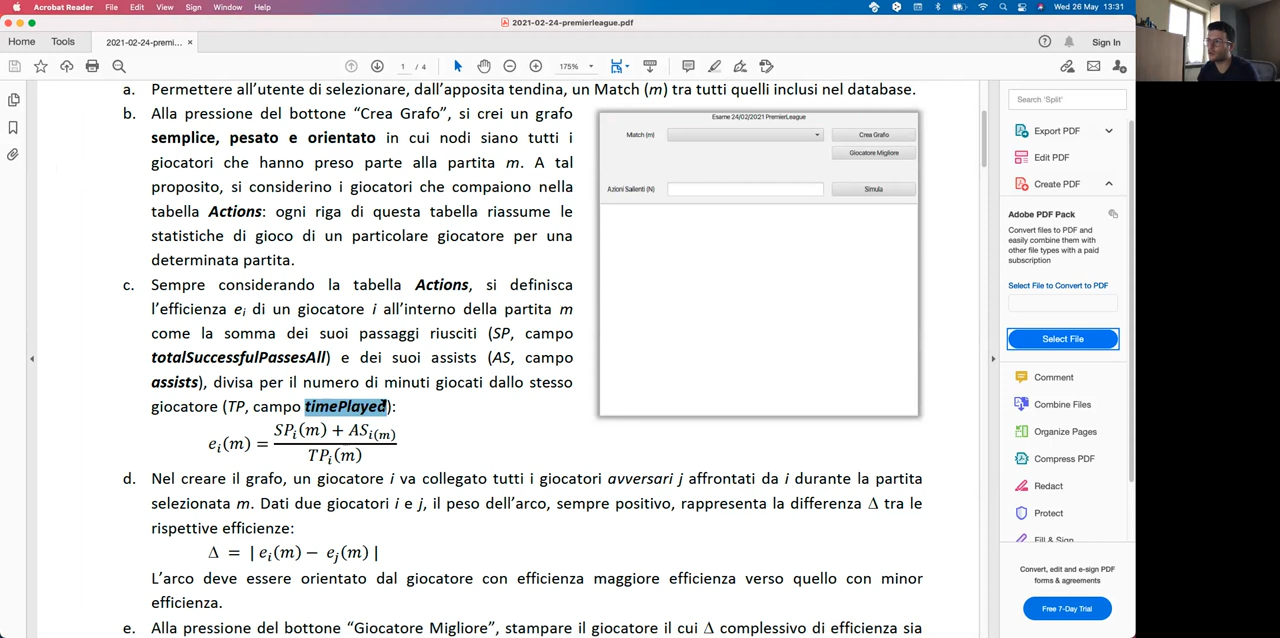 Acrobat Reader File Edit View Sign Window Help
Wed 26 May 13:31
2021-02-24-premierleague.pdf
Home Tools 2021-02-24-premi... × Sign In
1 / 4 175%
a. Permettere all'utente di selezionare, dall'apposita tendina, un Match (m) tra tutti quelli inclusi nel database.
b. Alla pressione del bottone "Crea Grafo", si crei un grafo
semplice, pesato e orientato in cui nodi siano tutti i
giocatori che hanno preso parte alla partita m. A tal
proposito, si considerino i giocatori che compaiono nella
tabella Actions: ogni riga di questa tabella riassume le
statistiche di gioco di un particolare giocatore per una
determinata partita.
c. Sempre considerando la tabella Actions, si definisca
l'efficienza ei di un giocatore i all'interno della partita m
come la somma dei suoi passaggi riusciti (SP, campo
totalSuccessfulPassesAll) e dei suoi assists (AS, campo
assists), divisa per il numero di minuti giocati dallo stesso
giocatore (TP, campo timePlayed):
ei(m) = SPi(m) + ASi(m)
TPi(m)
Esame 24/02/2021 PremierLeague
Match (m) Crea Grafo
Giocatore Migliore
Azioni Salienti (N) Simula
d. Nel creare il grafo, un giocatore i va collegato tutti i giocatori avversari j affrontati da i durante la partita
selezionata m. Dati due giocatori i e j, il peso dell'arco, sempre positivo, rappresenta la differenza Δ tra le
rispettive efficienze:
Δ = | ei(m) − ej(m) |
L'arco deve essere orientato dal giocatore con efficienza maggiore efficienza verso quello con minor
efficienza.
e. Alla pressione del bottone "Giocatore Migliore", stampare il giocatore il cui Δ complessivo di efficienza sia
Search 'Split'
Export PDF
Edit PDF
Create PDF
Adobe PDF Pack
Convert files to PDF and
easily combine them with
other file types with a paid
subscription
Select File to Convert to PDF
Select File
Comment
Combine Files
Organize Pages
Compress PDF
Redact
Protect
Fill & Sign
Convert, edit and e-sign PDF
forms & agreements
Free 7-Day Trial